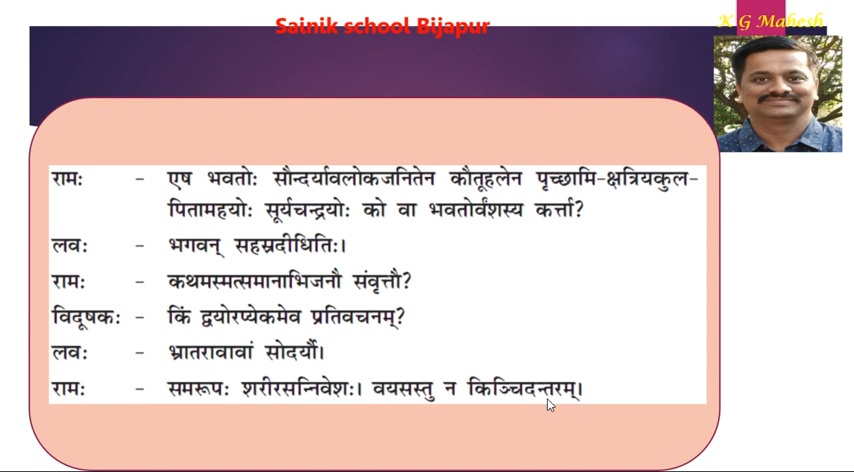 Sainik school Bijapur
K G Mahesh
रामः - एष भवतोः सौन्दर्यावलोकजनितेन कौतूहलेन पृच्छामि-क्षत्रियकुल-
पितामहयोः सूर्यचन्द्रयोः को वा भवतोर्वंशस्य कर्त्ता?
लवः - भगवन् सहस्रदीधितिः।
रामः - कथमस्मत्समानाभिजनौ संवृत्तौ?
विदूषकः - किं द्वयोरप्येकमेव प्रतिवचनम्?
लवः - भ्रातरावावां सोदर्यौ।
रामः - समरूपः शरीरसन्निवेशः। वयसस्तु न किञ्चिदन्तरम्।